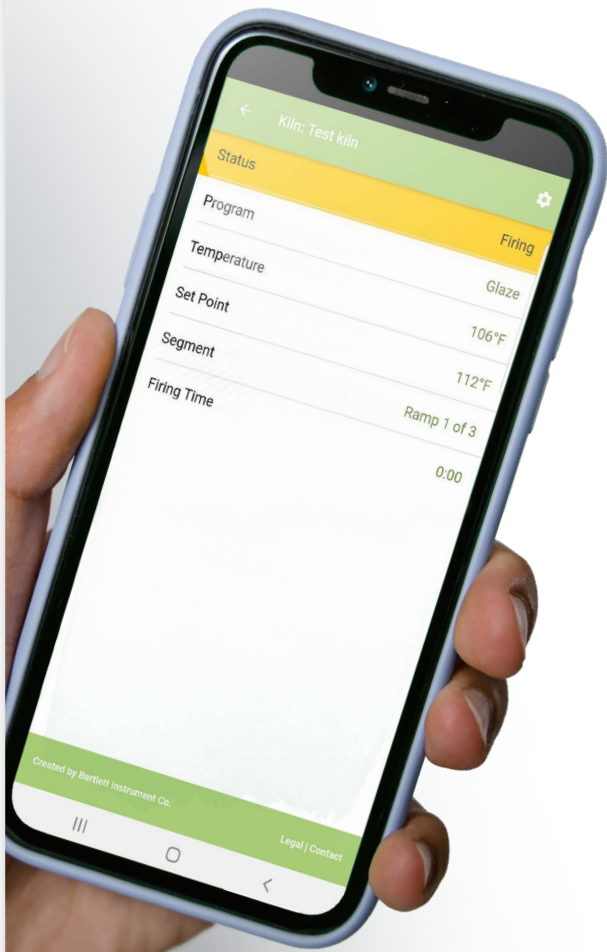 Kiln: Test kiln
Status Firing
Program Glaze
Temperature 106°F
Set Point 112°F
Segment Ramp 1 of 3
Firing Time 0:00
Created by Bartlett Instrument Co. Legal | Contact